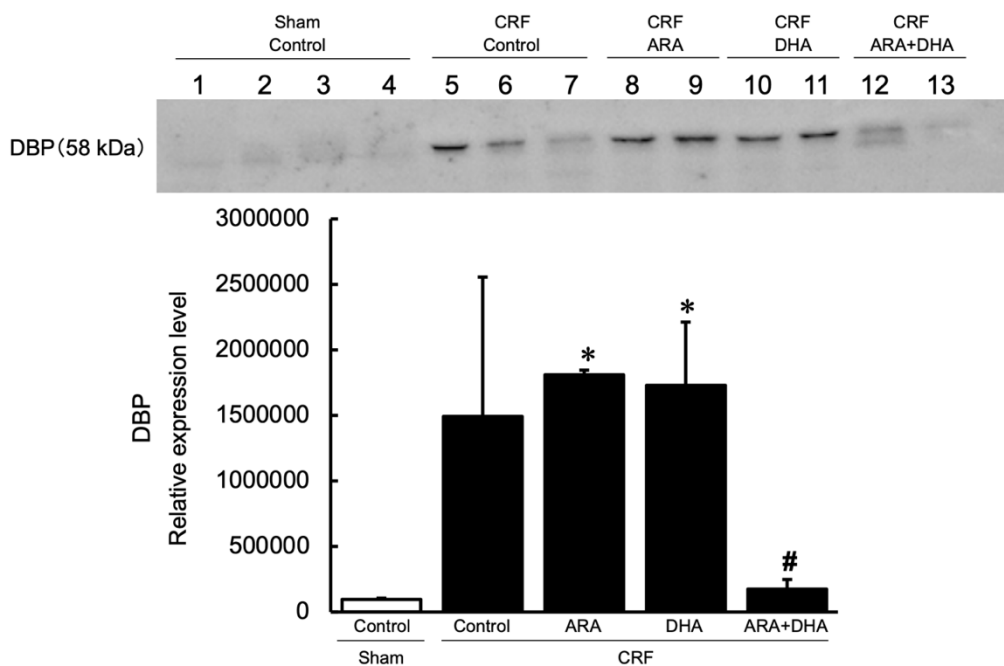 Sham
Control
CRF
Control
CRF
ARA
CRF
DHA
CRF
ARA+DHA
1 2 3 4 5 6 7 8 9 10 11 12 13
DBP(58 kDa)
DBP
Relative expression level
3000000
2500000
2000000
1500000
1000000
500000
0
*
*
#
Control Control ARA DHA ARA+DHA
Sham CRF